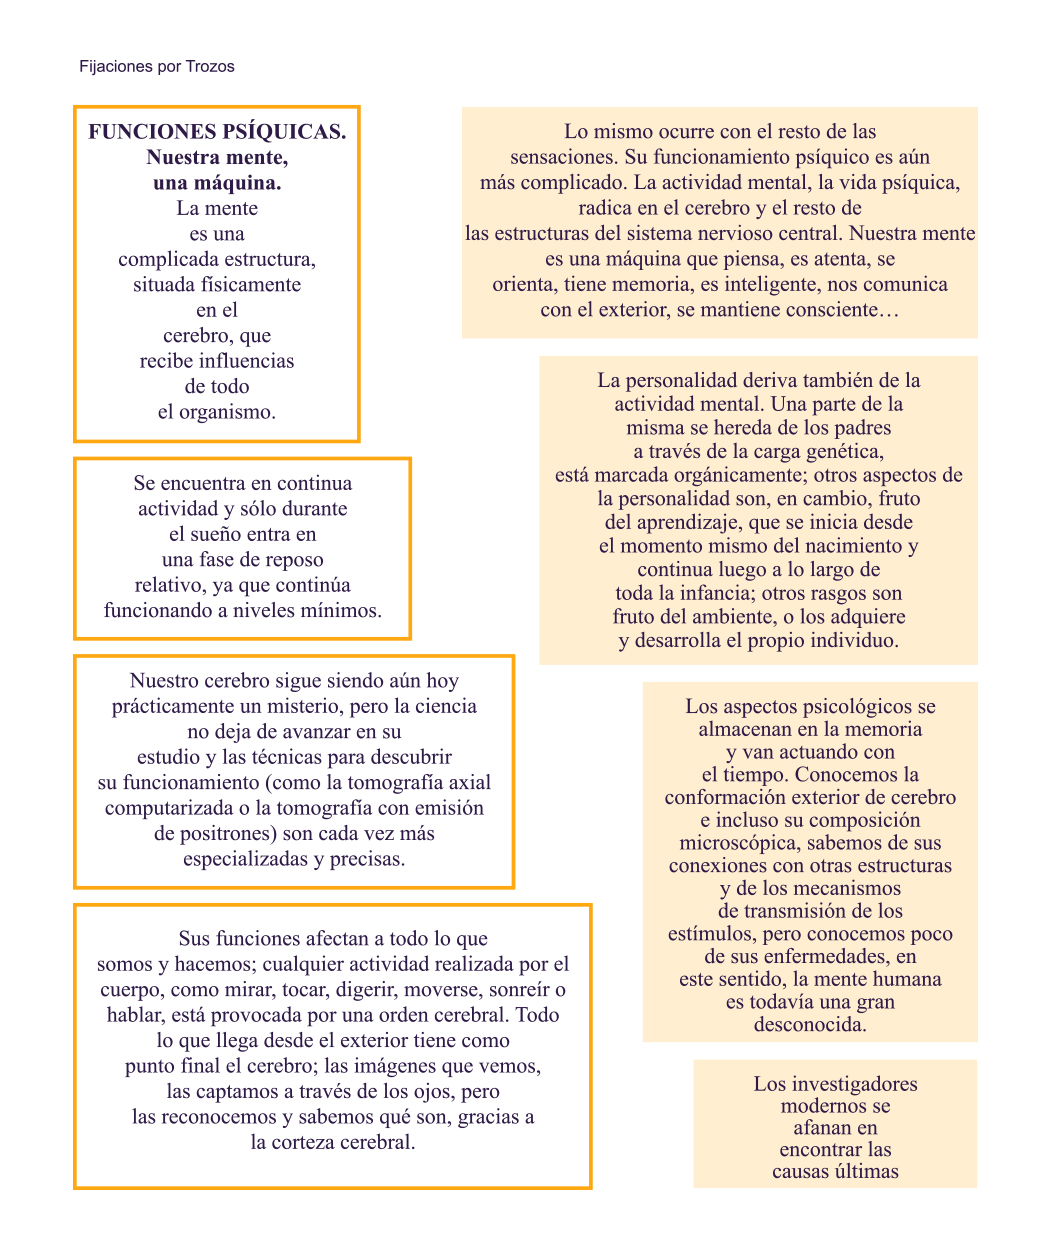 Fijaciones por Trozos
FUNCIONES PSÍQUICAS.
Nuestra mente,
una máquina.
La mente
es una
complicada estructura,
situada físicamente
en el
cerebro, que
recibe influencias
de todo
el organismo.
Se encuentra en continua
actividad y sólo durante
el sueño entra en
una fase de reposo
relativo, ya que continúa
funcionando a niveles mínimos.
Nuestro cerebro sigue siendo aún hoy
prácticamente un misterio, pero la ciencia
no deja de avanzar en su
estudio y las técnicas para descubrir
su funcionamiento (como la tomografía axial
computarizada o la tomografía con emisión
de positrones) son cada vez más
especializadas y precisas.
Sus funciones afectan a todo lo que
somos y hacemos; cualquier actividad realizada por el
cuerpo, como mirar, tocar, digerir, moverse, sonreír o
hablar, está provocada por una orden cerebral. Todo
lo que llega desde el exterior tiene como
punto final el cerebro; las imágenes que vemos,
las captamos a través de los ojos, pero
las reconocemos y sabemos qué son, gracias a
la corteza cerebral.
Lo mismo ocurre con el resto de las
sensaciones. Su funcionamiento psíquico es aún
más complicado. La actividad mental, la vida psíquica,
radica en el cerebro y el resto de
las estructuras del sistema nervioso central. Nuestra mente
es una máquina que piensa, es atenta, se
orienta, tiene memoria, es inteligente, nos comunica
con el exterior, se mantiene consciente…
La personalidad deriva también de la
actividad mental. Una parte de la
misma se hereda de los padres
a través de la carga genética,
está marcada orgánicamente; otros aspectos de
la personalidad son, en cambio, fruto
del aprendizaje, que se inicia desde
el momento mismo del nacimiento y
continua luego a lo largo de
toda la infancia; otros rasgos son
fruto del ambiente, o los adquiere
y desarrolla el propio individuo.
Los aspectos psicológicos se
almacenan en la memoria
y van actuando con
el tiempo. Conocemos la
conformación exterior de cerebro
e incluso su composición
microscópica, sabemos de sus
conexiones con otras estructuras
y de los mecanismos
de transmisión de los
estímulos, pero conocemos poco
de sus enfermedades, en
este sentido, la mente humana
es todavía una gran
desconocida.
Los investigadores
modernos se
afanan en
encontrar las
causas últimas